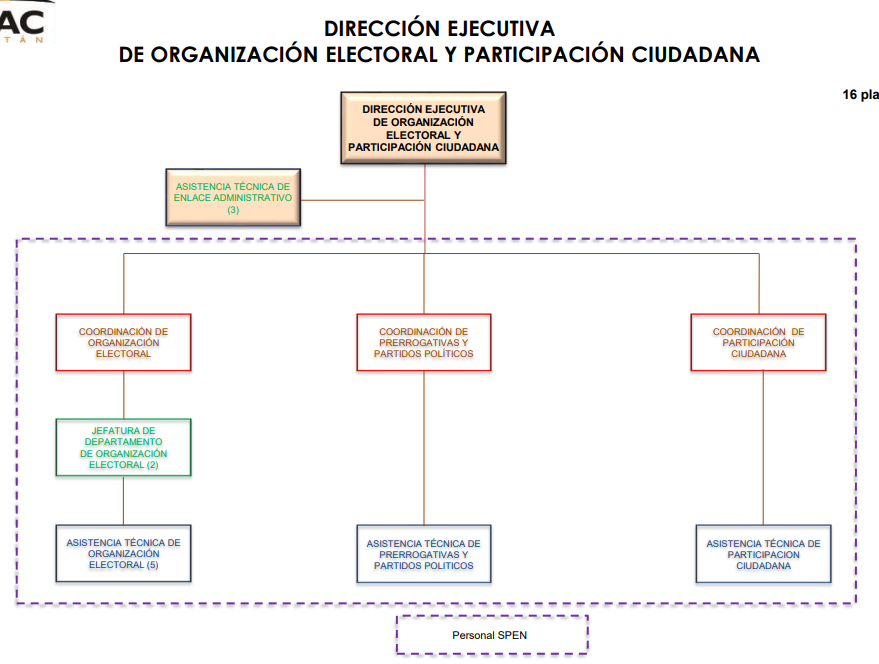 AC
TÁN
DIRECCIÓN EJECUTIVA
DE ORGANIZACIÓN ELECTORAL Y PARTICIPACIÓN CIUDADANA
16 pla
DIRECCIÓN EJECUTIVA
DE ORGANIZACIÓN
ELECTORAL Y
PARTICIPACIÓN CIUDADANA
ASISTENCIA TÉCNICA DE
ENLACE ADMINISTRATIVO
(3)
COORDINACIÓN DE
ORGANIZACIÓN
ELECTORAL
COORDINACIÓN DE
PRERROGATIVAS Y
PARTIDOS POLÍTICOS
COORDINACIÓN DE
PARTICIPACIÓN
CIUDADANA
JEFATURA DE
DEPARTAMENTO
DE ORGANIZACIÓN
ELECTORAL (2)
ASISTENCIA TÉCNICA DE
ORGANIZACIÓN
ELECTORAL (5)
ASISTENCIA TÉCNICA DE
PRERROGATIVAS Y
PARTIDOS POLITICOS
ASISTENCIA TÉCNICA DE
PARTICIPACION
CIUDADANA
Personal SPEN